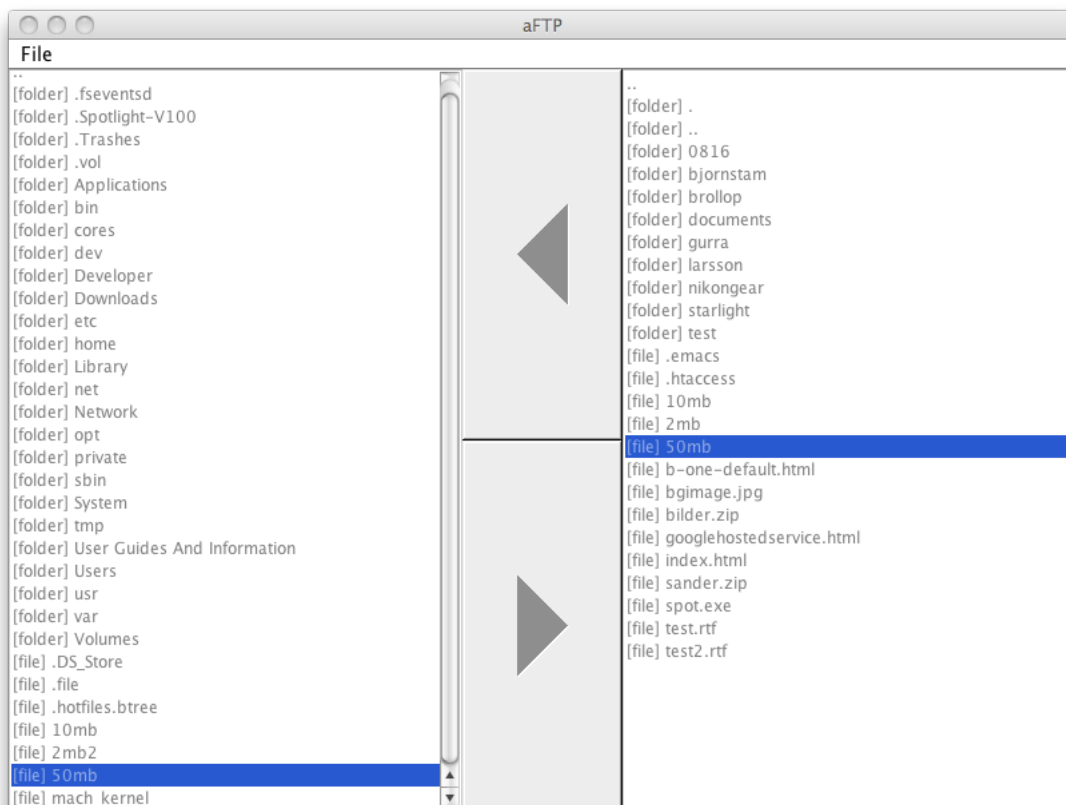 aFTP
File
..
[folder] .fseventsd
[folder] .Spotlight-V100
[folder] .Trashes
[folder] .vol
[folder] Applications
[folder] bin
[folder] cores
[folder] dev
[folder] Developer
[folder] Downloads
[folder] etc
[folder] home
[folder] Library
[folder] net
[folder] Network
[folder] opt
[folder] private
[folder] sbin
[folder] System
[folder] tmp
[folder] User Guides And Information
[folder] Users
[folder] usr
[folder] var
[folder] Volumes
[file] .DS_Store
[file] .file
[file] .hotfiles.btree
[file] 10mb
[file] 2mb2
[file] 50mb
[file] mach_kernel
..
[folder] .
[folder] ..
[folder] 0816
[folder] bjornstam
[folder] brollop
[folder] documents
[folder] gurra
[folder] larsson
[folder] nikongear
[folder] starlight
[folder] test
[file] .emacs
[file] .htaccess
[file] 10mb
[file] 2mb
[file] 50mb
[file] b-one-default.html
[file] bgimage.jpg
[file] bilder.zip
[file] googlehostedservice.html
[file] index.html
[file] sander.zip
[file] spot.exe
[file] test.rtf
[file] test2.rtf